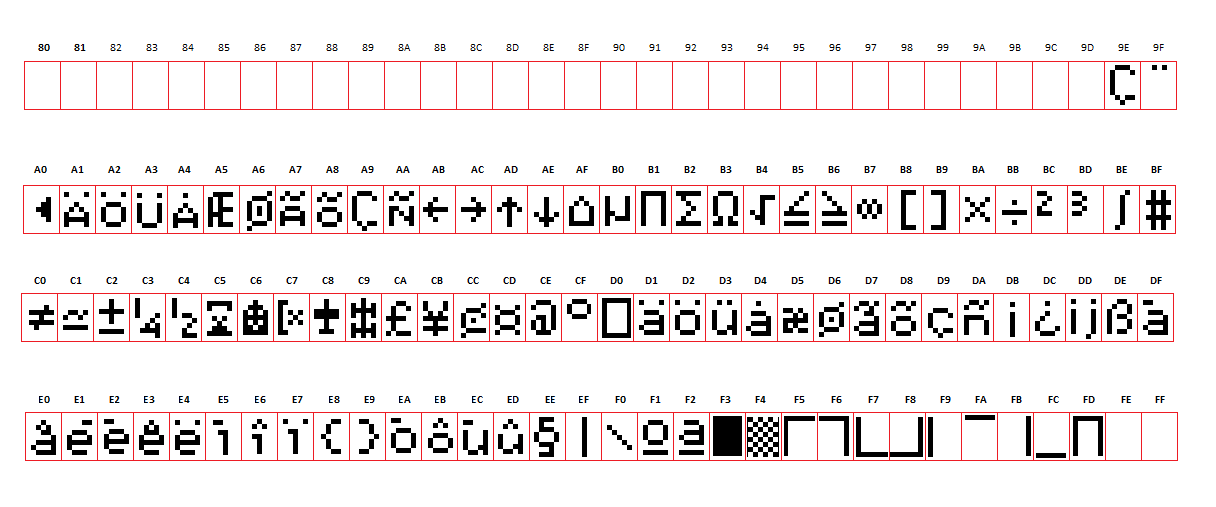 80 81 82 83 84 85 86 87 88 89 8A 8B 8C 8D 8E 8F 90 91 92 93 94 95 96 97 98 99 9A 9B 9C 9D 9E 9F
Ç ¨
A0 A1 A2 A3 A4 A5 A6 A7 A8 A9 AA AB AC AD AE AF B0 B1 B2 B3 B4 B5 B6 B7 B8 B9 BA BB BC BD BE BF
Ä Ö Ü Å Æ Ø Ç Ñ ← → ↑ ↓ Π Σ Ω √ ≤ ≥ ∞ [ ] × ÷ ² ³ ∫ #
C0 C1 C2 C3 C4 C5 C6 C7 C8 C9 CA CB CC CD CE CF D0 D1 D2 D3 D4 D5 D6 D7 D8 D9 DA DB DC DD DE DF
≠ ± ¼ ½ £ ¥ ¤ @ ° ä ö ü å æ ø ç ñ ¿ ij ß
E0 E1 E2 E3 E4 E5 E6 E7 E8 E9 EA EB EC ED EE EF F0 F1 F2 F3 F4 F5 F6 F7 F8 F9 FA FB FC FD FE FF
à é è ê ë î ï ( ) ô û § | \ º ª